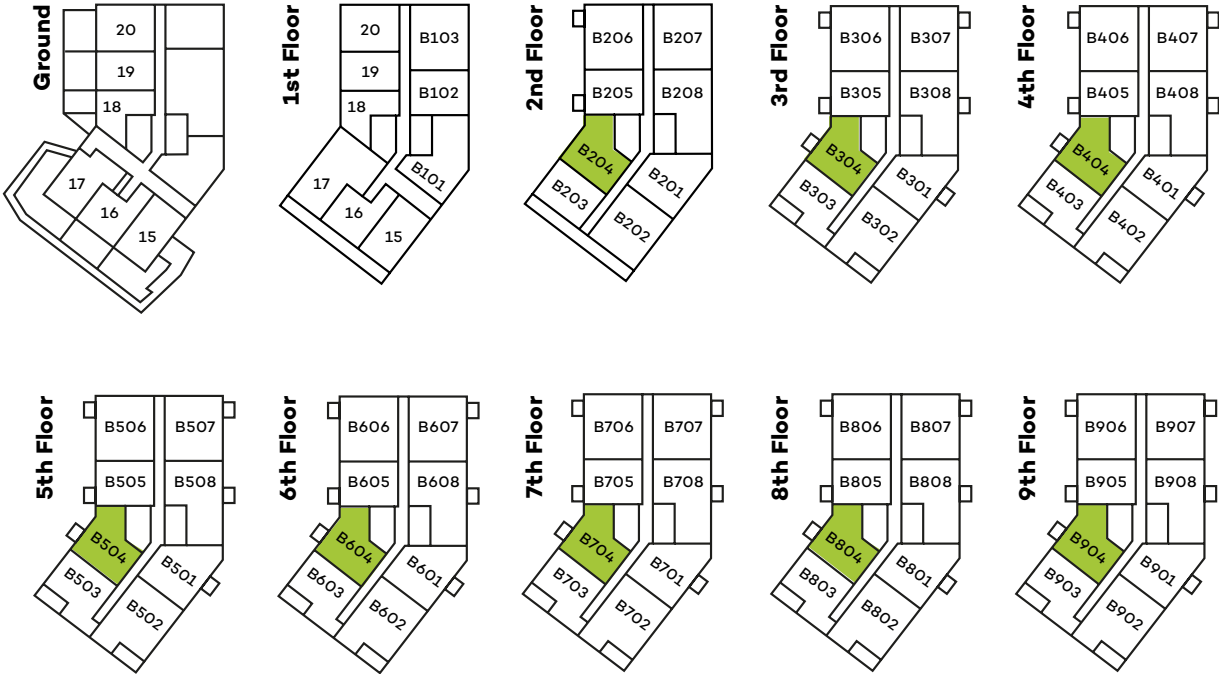 Ground
20
19
18
17
16
15
1st Floor
20
B103
19
B102
18
B101
17
16
15
2nd Floor
B206
B207
B205
B208
B204
B201
B203
B202
3rd Floor
B306
B307
B305
B308
B304
B301
B303
B302
4th Floor
B406
B407
B405
B408
B404
B401
B403
B402
5th Floor
B506
B507
B505
B508
B504
B501
B503
B502
6th Floor
B606
B607
B605
B608
B604
B601
B603
B602
7th Floor
B706
B707
B705
B708
B704
B701
B703
B702
8th Floor
B806
B807
B805
B808
B804
B801
B803
B802
9th Floor
B906
B907
B905
B908
B904
B901
B903
B902